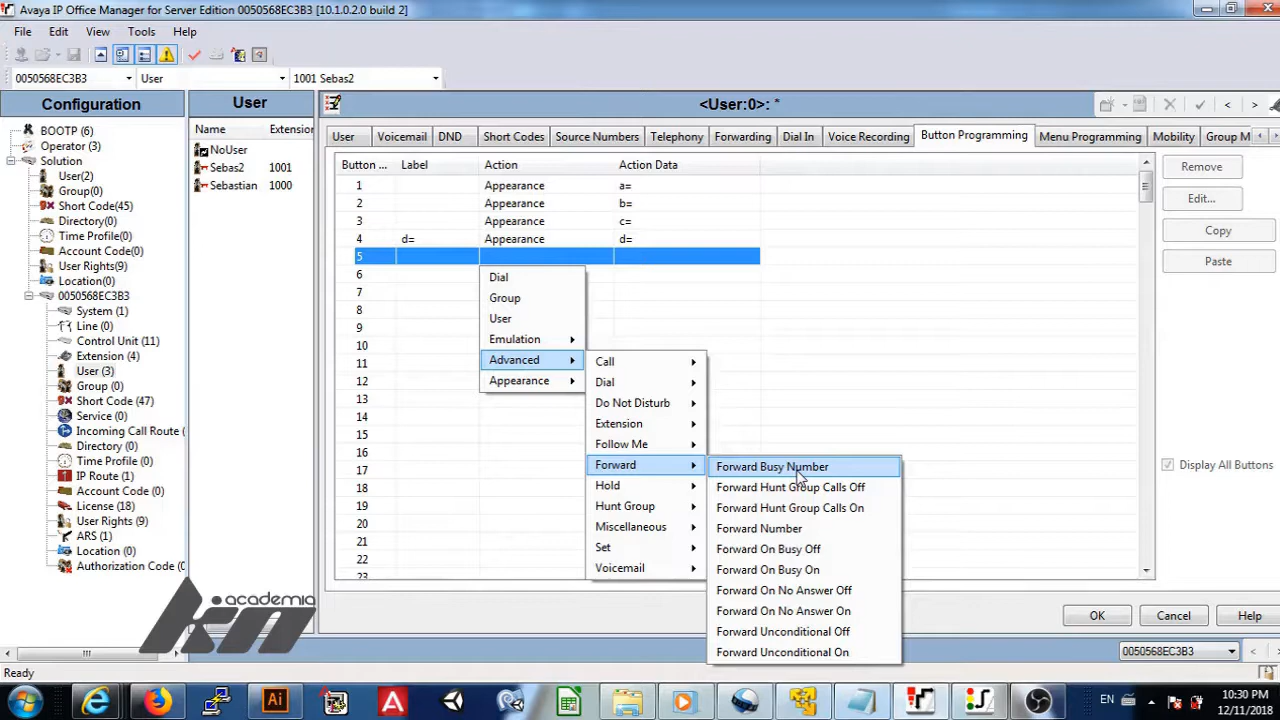 Avaya IP Office Manager for Server Edition 0050568EC3B3 [10.1.0.2.0 build 2]
File Edit View Tools Help
0050568EC3B3 User 1001 Sebas2
Configuration
BOOTP (6)
Operator (3)
Solution
User(2)
Group(0)
Short Code(45)
Directory(0)
Time Profile(0)
Account Code(0)
User Rights(9)
Location(0)
0050568EC3B3
System (1)
Line (0)
Control Unit (11)
Extension (4)
User (3)
Group (0)
Short Code (47)
Service (0)
Incoming Call Route
Directory (0)
Time Profile (0)
IP Route (1)
Account Code (0)
License (18)
User Rights (9)
ARS (1)
Location (0)
Authorization Code (
User
Name Extension
NoUser
Sebas2 1001
Sebastian 1000
<User:0>: *
User Voicemail DND Short Codes Source Numbers Telephony Forwarding Dial In Voice Recording Button Programming Menu Programming Mobility Group M
Button ... Label Action Action Data
1 Appearance a=
2 Appearance b=
3 Appearance c=
4 d= Appearance d=
5
6
7
8
9
10
11
12
13
14
15
16
17
18
19
20
21
22
23
Dial
Group
User
Emulation
Advanced
Appearance
Call
Dial
Do Not Disturb
Extension
Follow Me
Forward
Hold
Hunt Group
Miscellaneous
Set
Voicemail
Forward Busy Number
Forward Hunt Group Calls Off
Forward Hunt Group Calls On
Forward Number
Forward On Busy Off
Forward On Busy On
Forward On No Answer Off
Forward On No Answer On
Forward Unconditional Off
Forward Unconditional On
Remove
Edit...
Copy
Paste
Display All Buttons
OK Cancel Help
academia
kn
0050568EC3B3
Ready
EN
10:30 PM
12/11/2018